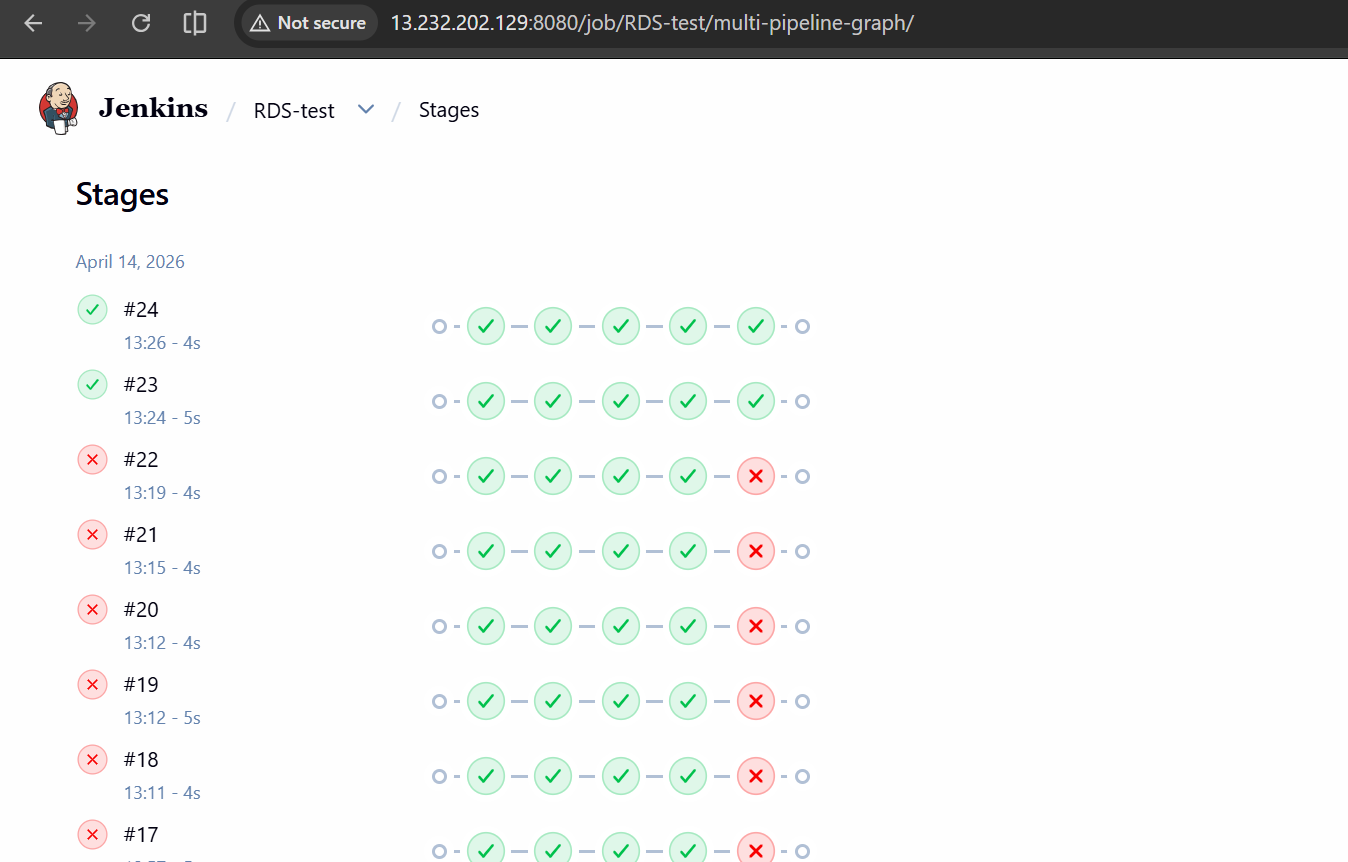 Not secure 13.232.202.129:8080/job/RDS-test/multi-pipeline-graph/
Jenkins / RDS-test / Stages
Stages
April 14, 2026
#24
13:26 - 4s
#23
13:24 - 5s
#22
13:19 - 4s
#21
13:15 - 4s
#20
13:12 - 4s
#19
13:12 - 5s
#18
13:11 - 4s
#17